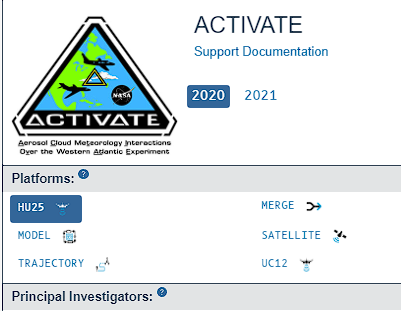 ACTIVATE
Support Documentation
2020 2021
NASA
ACTIVATE
Aerosol Cloud Meteorology Interactions
Over the Western Atlantic Experiment
Platforms: ?
HU25 MERGE
MODEL SATELLITE
TRAJECTORY UC12
Principal Investigators: ?